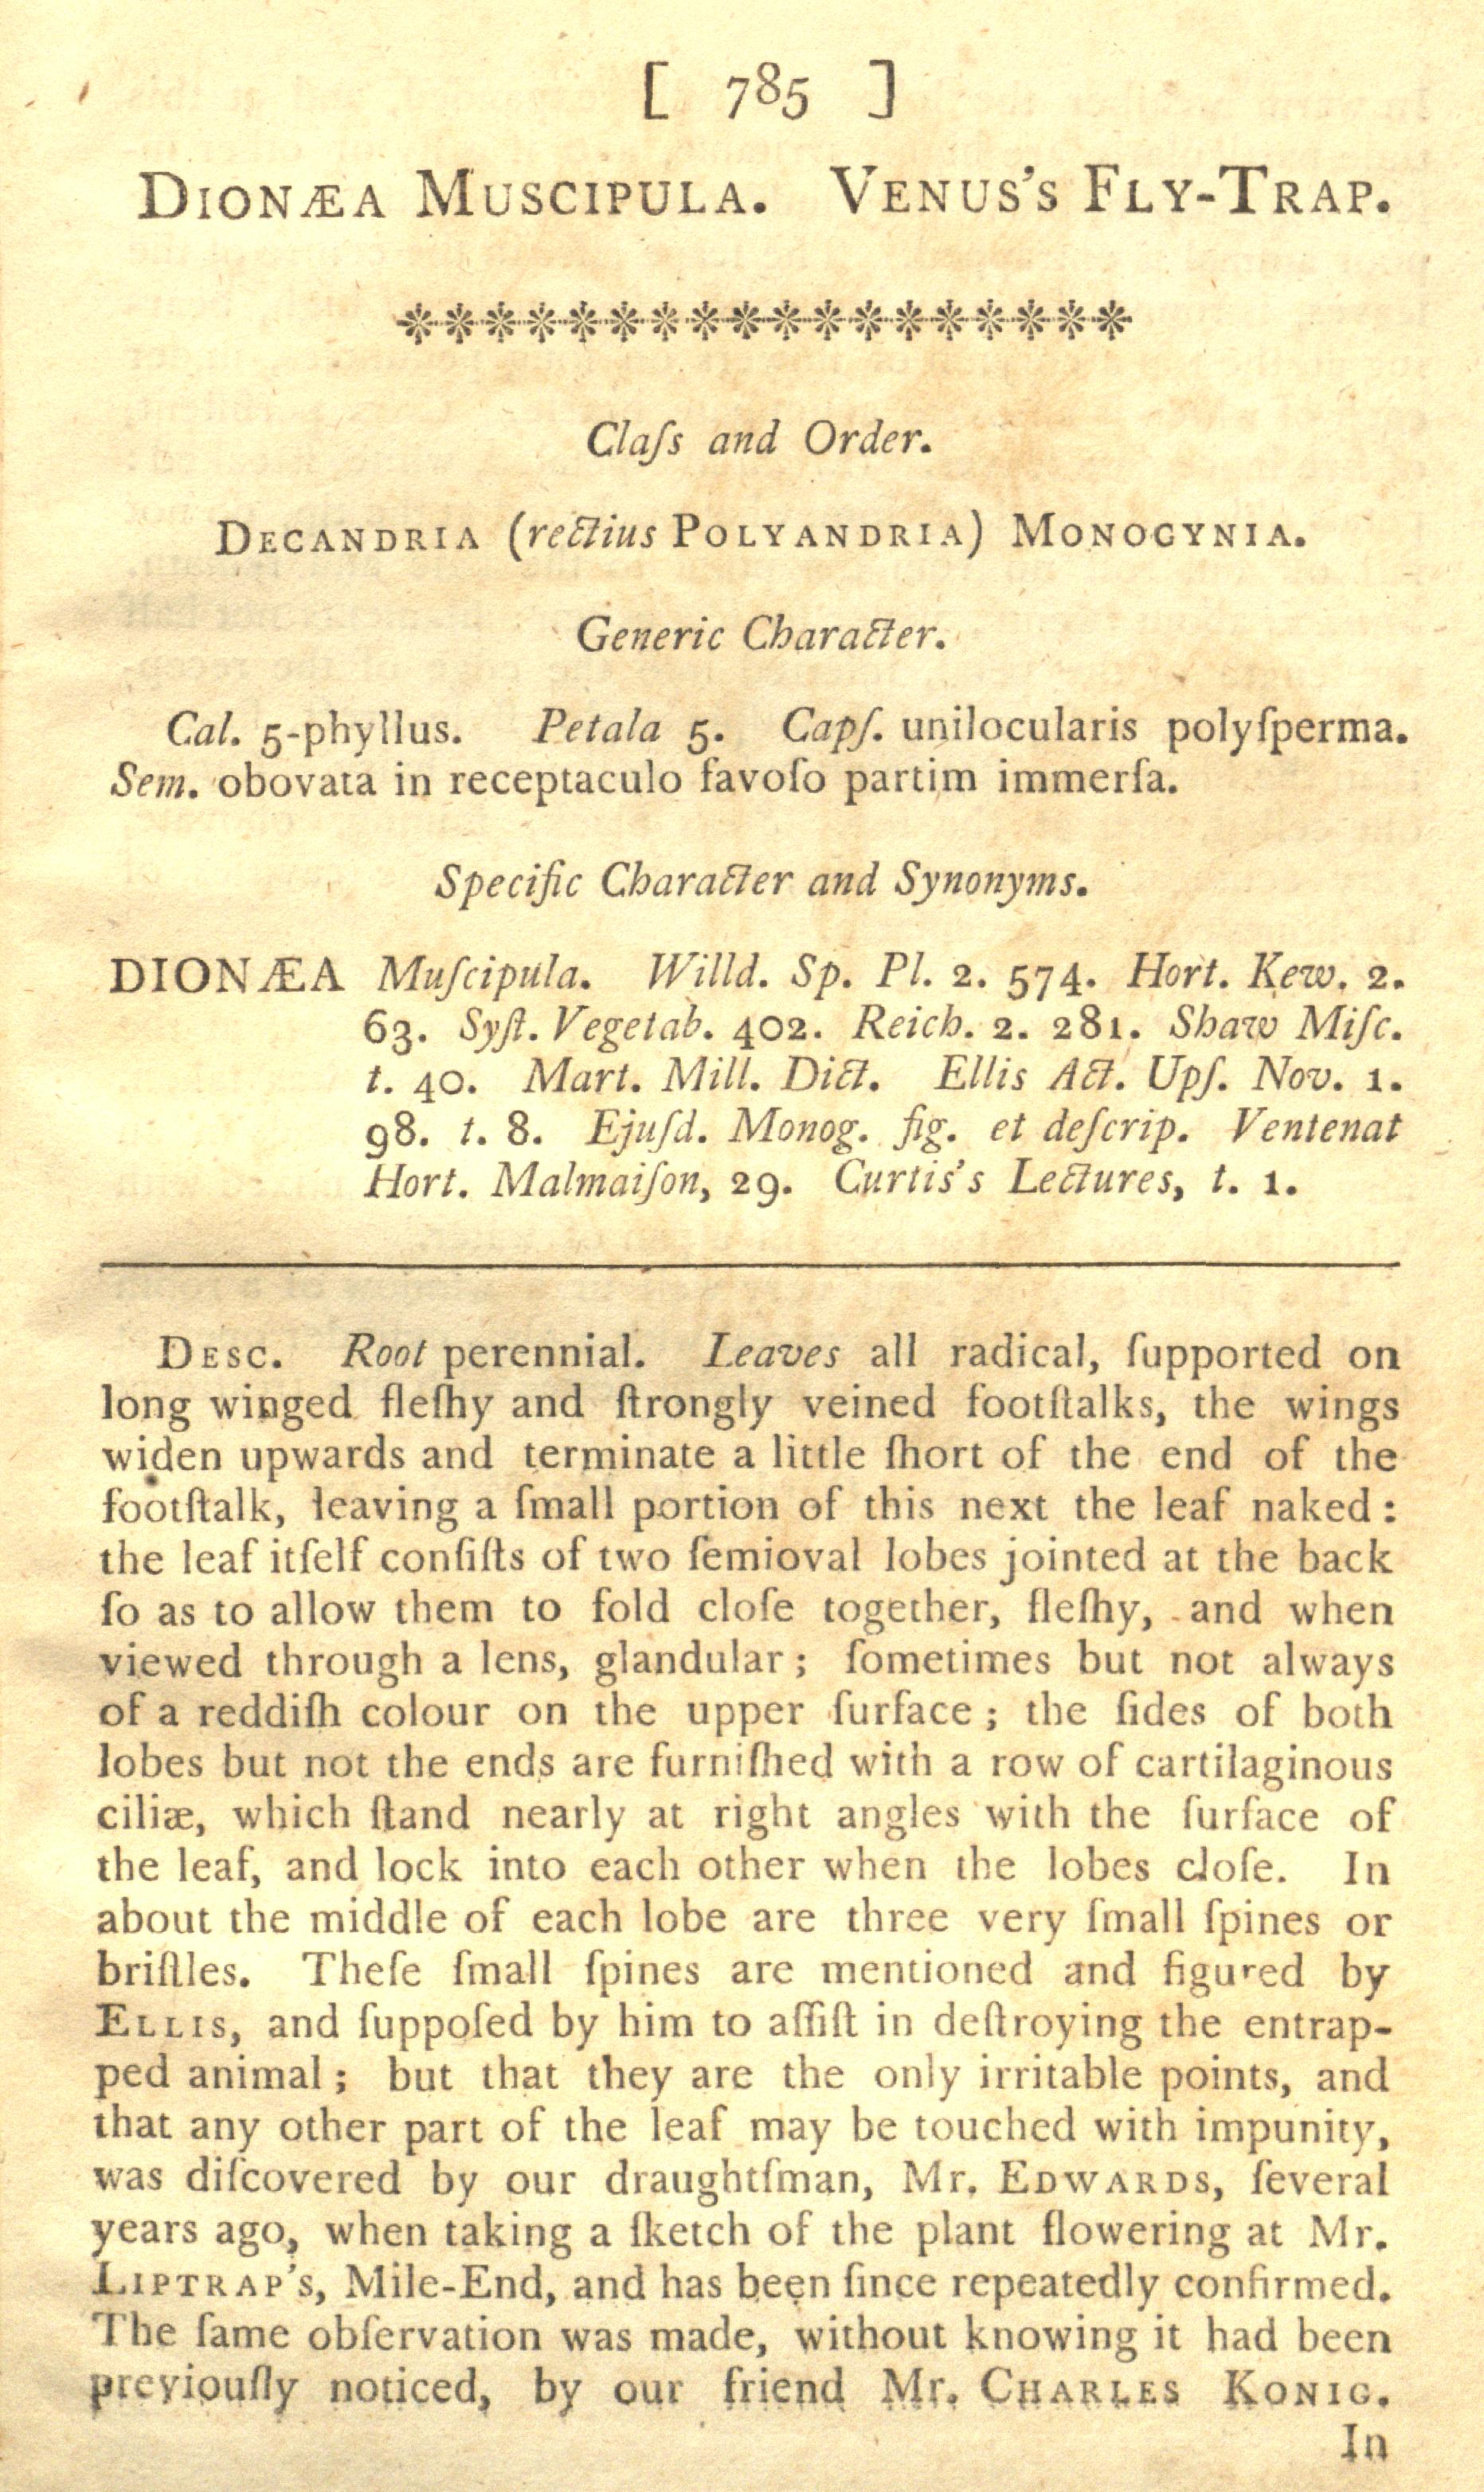 [ 785 ]
DIONÆA MUSCIPULA. VENUS'S FLY-TRAP.
Claſs and Order.
DECANDRIA (rectius POLYANDRIA) MONOGYNIA.
Generic Character.
Cal. 5-phyllus. Petala 5. Capſ. unilocularis polyſperma.
Sem. obovata in receptaculo favoſo partim immerſa.
Specific Character and Synonyms.
DIONÆA Muſcipula. Willd. Sp. Pl. 2. 574. Hort. Kew. 2.
63. Syſt. Vegetab. 402. Reich. 2. 281. Shaw Miſc.
t. 40. Mart. Mill. Dict. Ellis Act. Upſ. Nov. 1.
98. t. 8. Ejuſd. Monog. fig. et deſcrip. Ventenat
Hort. Malmaiſon, 29. Curtis's Lectures, t. 1.
DESC. Root perennial. Leaves all radical, ſupported on
long winged fleſhy and ſtrongly veined footſtalks, the wings
widen upwards and terminate a little ſhort of the end of the
footſtalk, leaving a ſmall portion of this next the leaf naked:
the leaf itſelf conſiſts of two ſemioval lobes jointed at the back
ſo as to allow them to fold cloſe together, fleſhy, and when
viewed through a lens, glandular; ſometimes but not always
of a reddiſh colour on the upper ſurface; the ſides of both
lobes but not the ends are furniſhed with a row of cartilaginous
ciliæ, which ſtand nearly at right angles with the ſurface of
the leaf, and lock into each other when the lobes cloſe. In
about the middle of each lobe are three very ſmall ſpines or
briſtles. Theſe ſmall ſpines are mentioned and figured by
ELLIS, and ſuppoſed by him to aſſiſt in deſtroying the entrap-
ped animal; but that they are the only irritable points, and
that any other part of the leaf may be touched with impunity,
was diſcovered by our draughtſman, Mr. EDWARDS, ſeveral
years ago, when taking a ſketch of the plant flowering at Mr.
LIPTRAP'S, Mile-End, and has been ſince repeatedly confirmed.
The ſame obſervation was made, without knowing it had been
previouſly noticed, by our friend Mr. CHARLES KONIG.
In